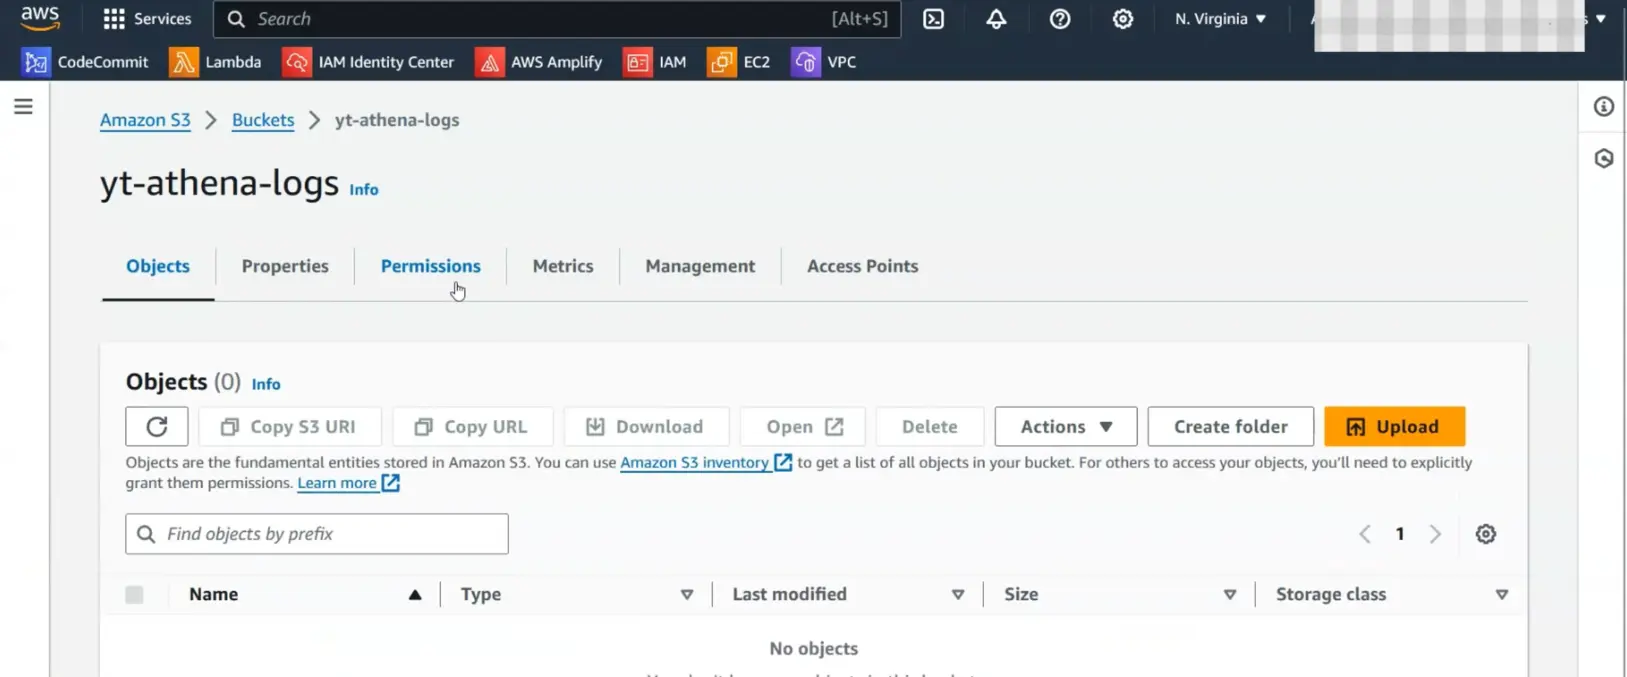 aws Services Search [Alt+S] N. Virginia
CodeCommit Lambda IAM Identity Center AWS Amplify IAM EC2 VPC
Amazon S3 > Buckets > yt-athena-logs
yt-athena-logs Info
Objects Properties Permissions Metrics Management Access Points
Objects (0) Info
Copy S3 URI Copy URL Download Open Delete Actions Create folder Upload
Objects are the fundamental entities stored in Amazon S3. You can use Amazon S3 inventory to get a list of all objects in your bucket. For others to access your objects, you'll need to explicitly
grant them permissions. Learn more
Find objects by prefix 1
Name Type Last modified Size Storage class
No objects